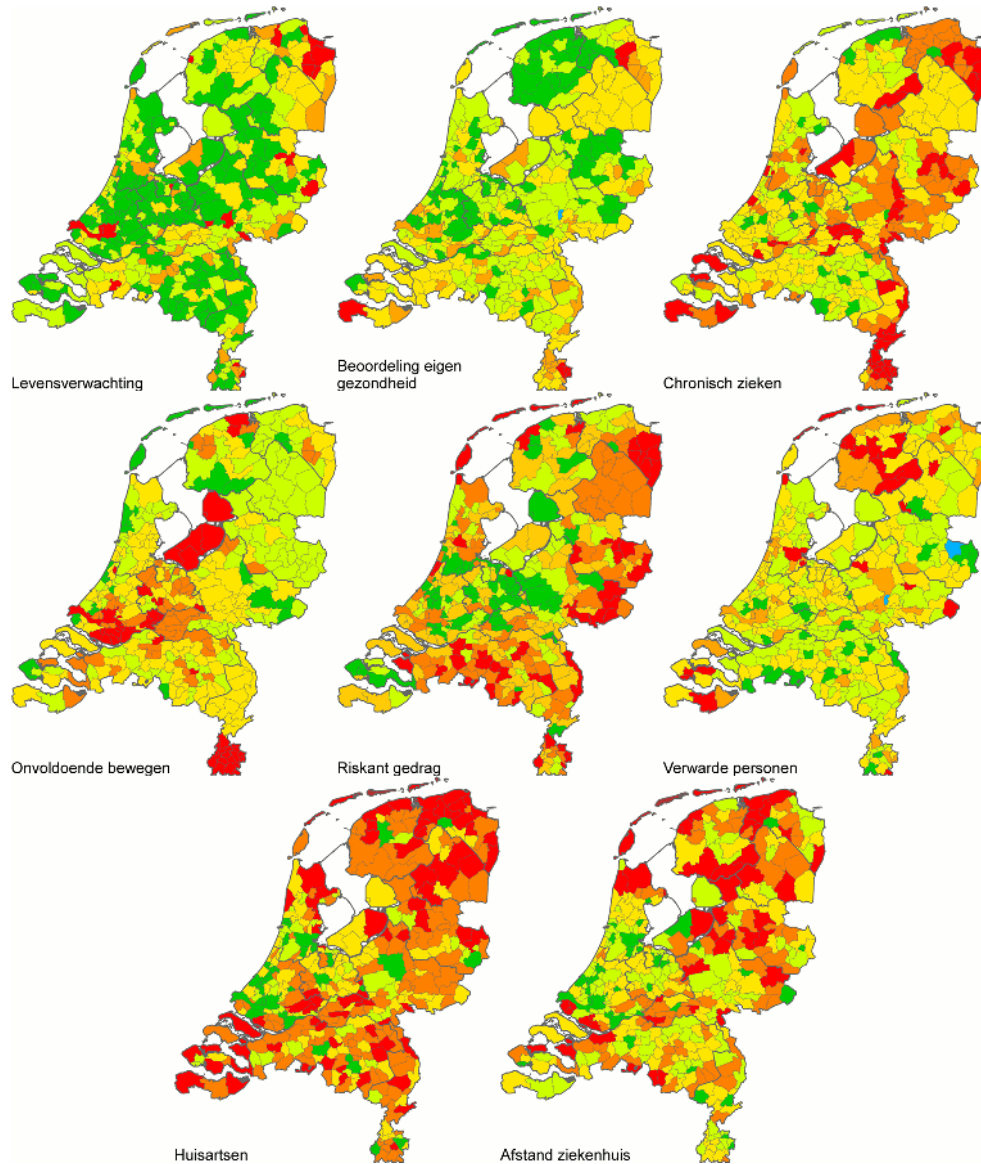 Levensverwachting
Beoordeling eigen
gezondheid
Chronisch zieken
Onvoldoende bewegen
Riskant gedrag
Verwarde personen
Huisartsen
Afstand ziekenhuis